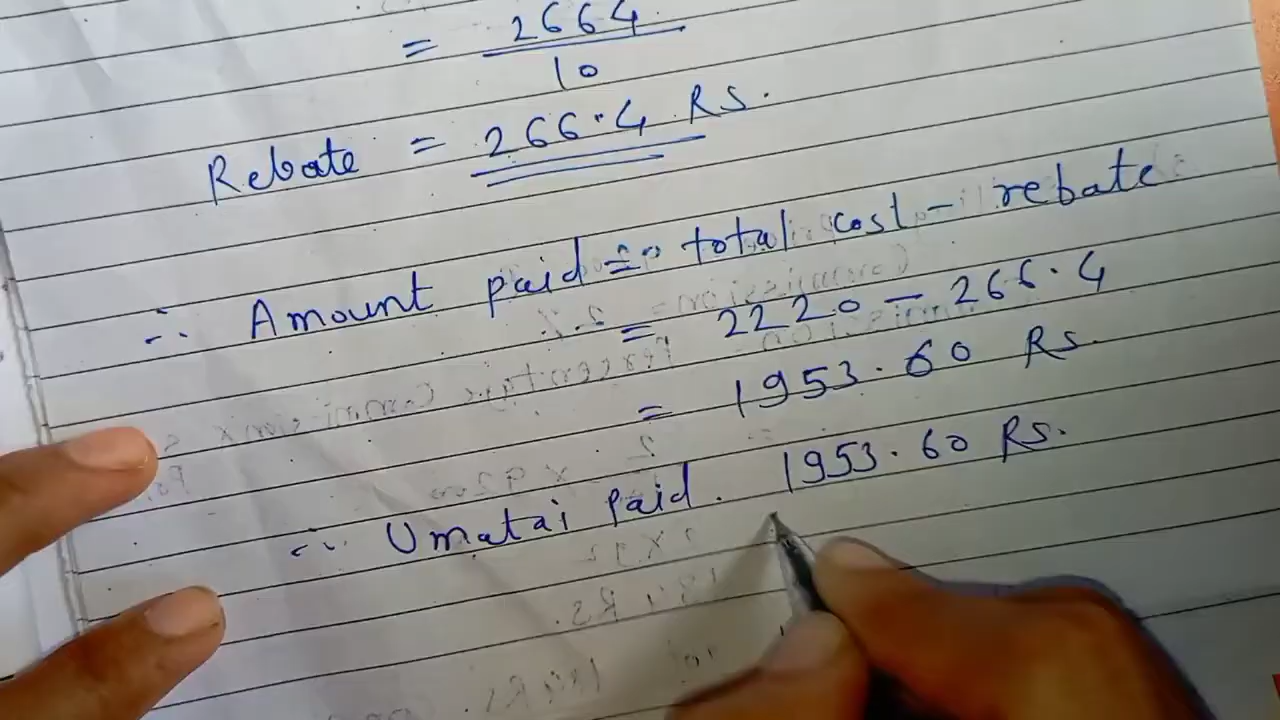 = 2664
10
Rebate = 266.4 Rs.
∴ Amount paid = total cost - rebate
= 2220 - 266.4
= 1953.60 Rs.
∴ Umatai paid. 1953.60 Rs.